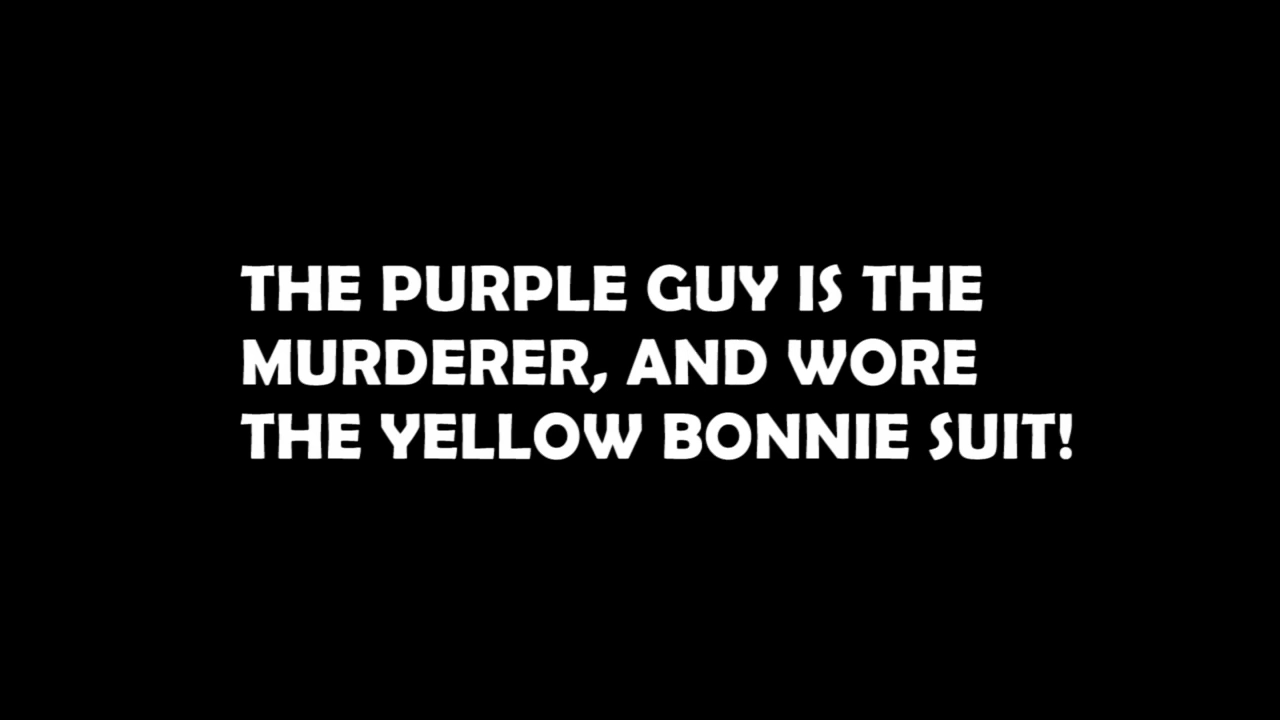 THE PURPLE GUY IS THE
MURDERER, AND WORE
THE YELLOW BONNIE SUIT!